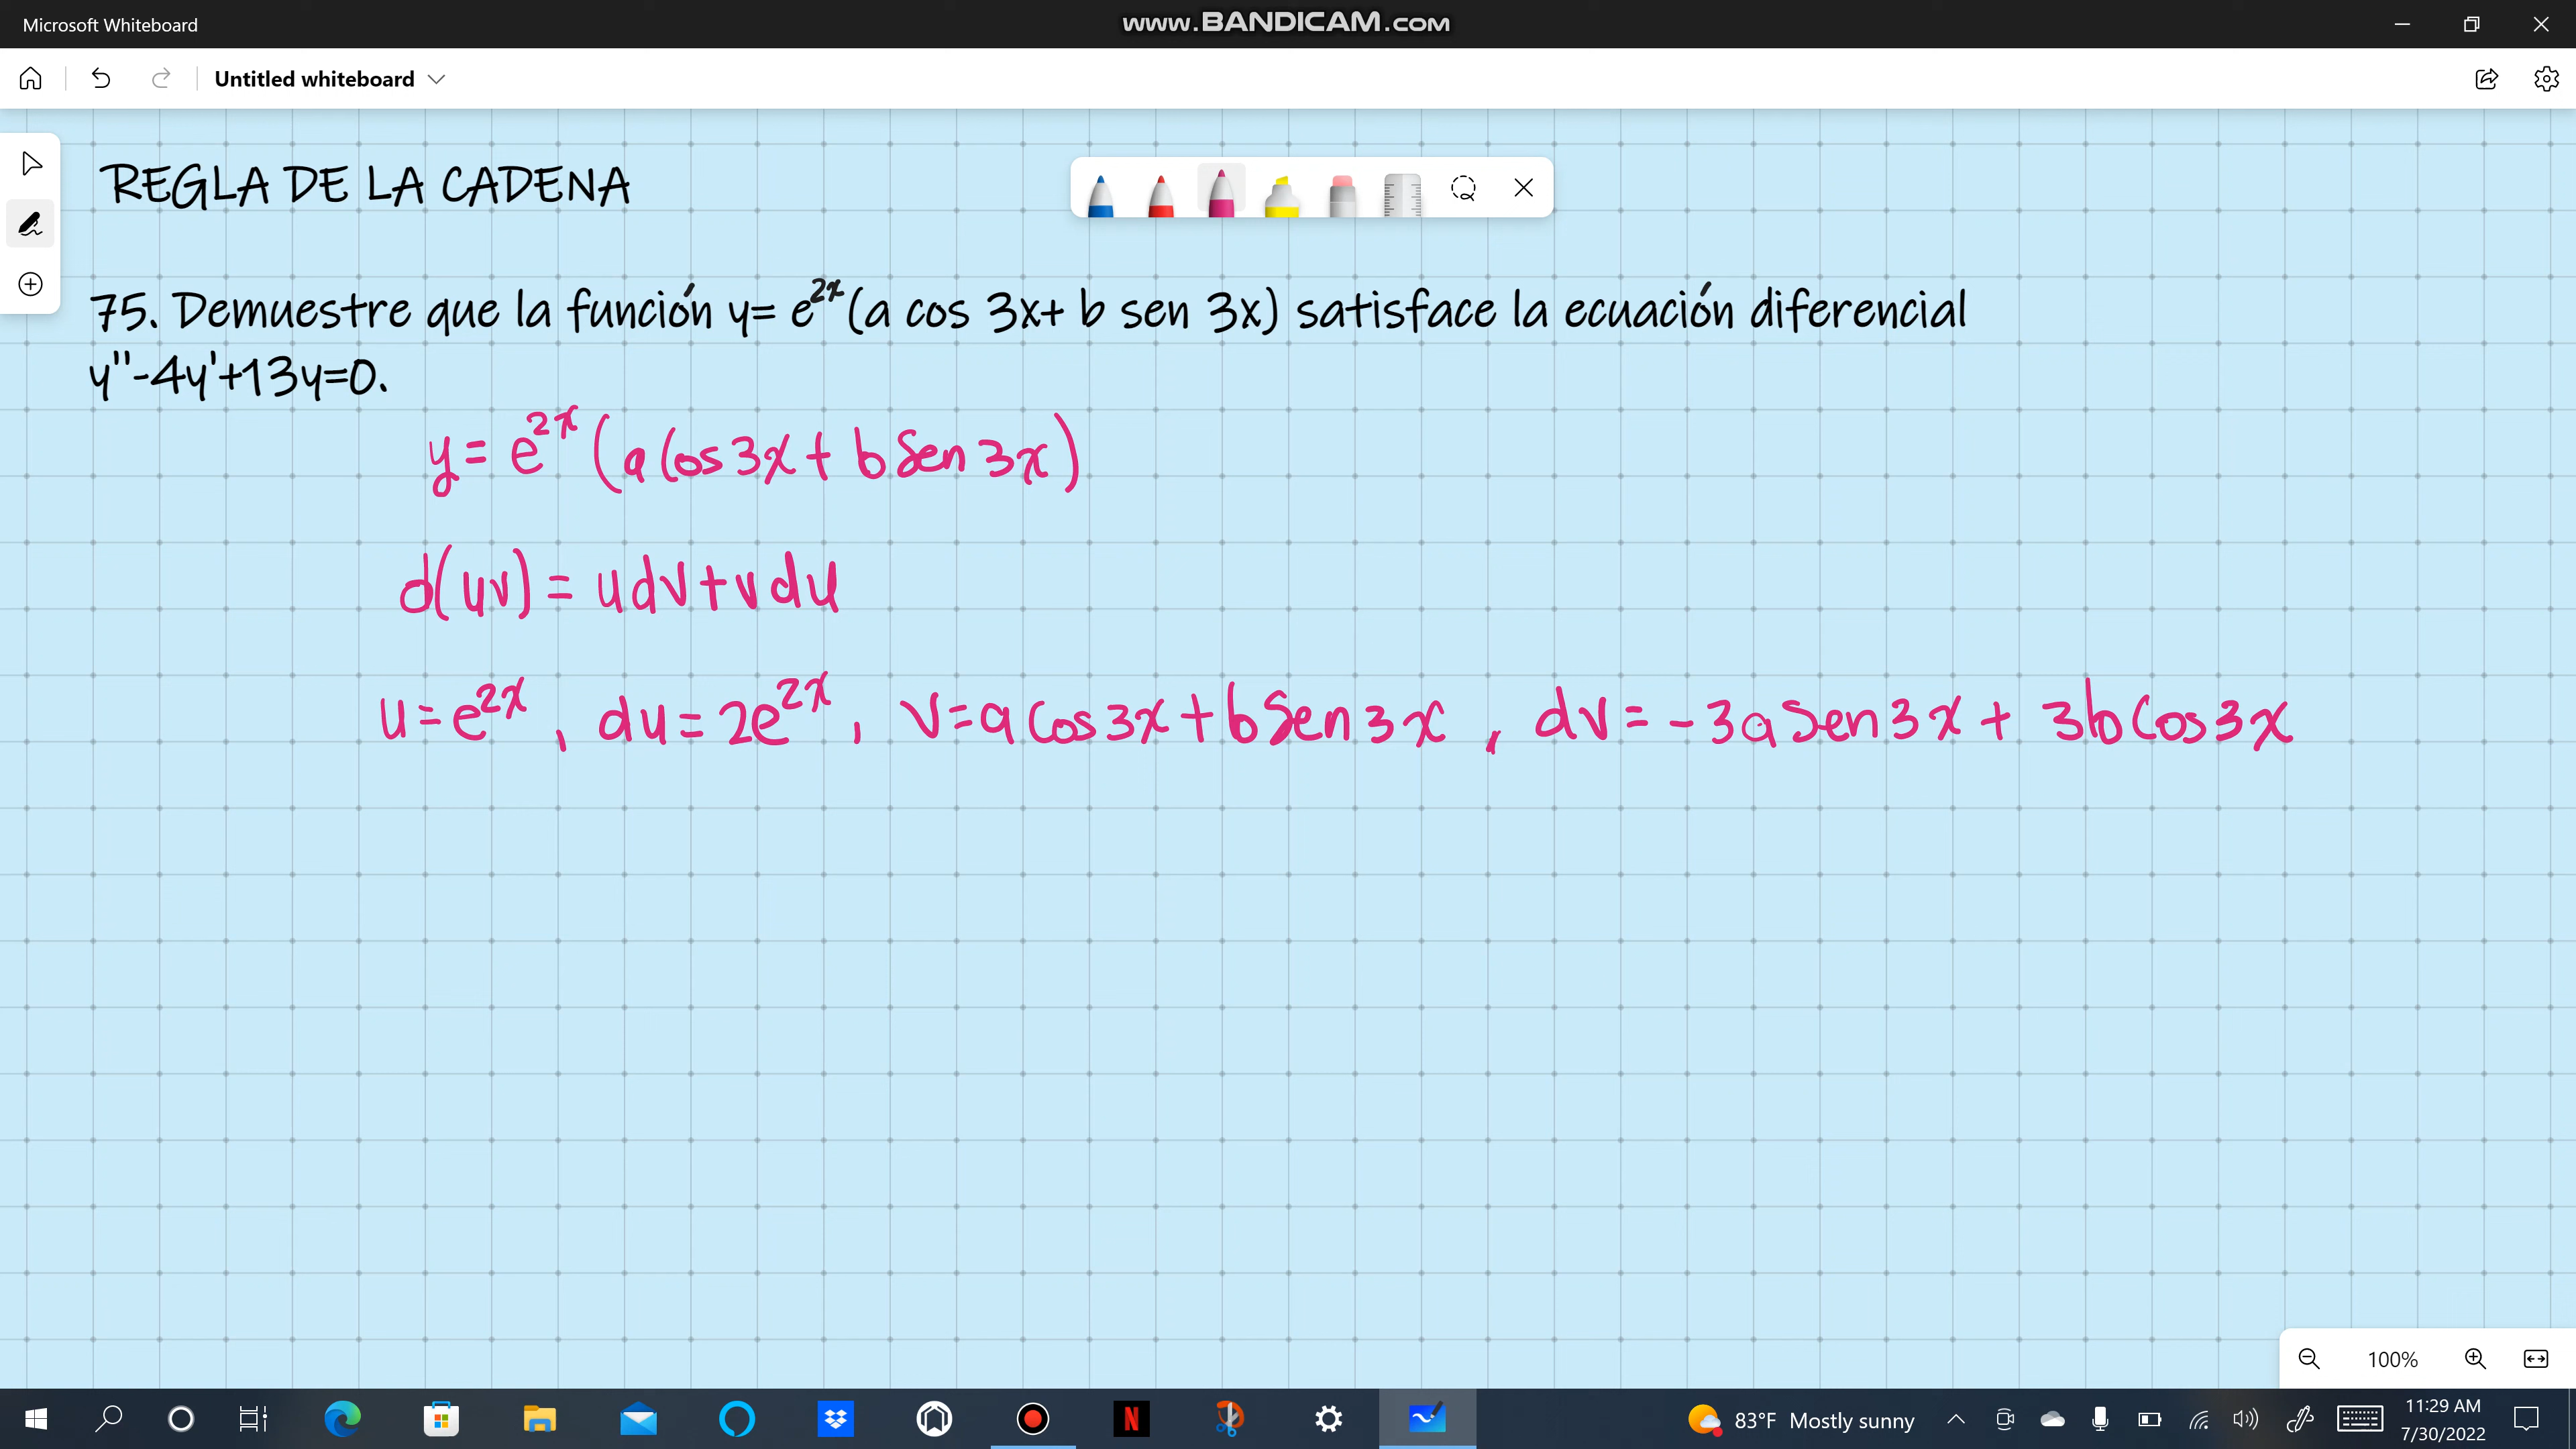 Microsoft Whiteboard
www.BANDICAM.com
Untitled whiteboard
REGLA DE LA CADENA
75. Demuestre que la función y= e^2x (a cos 3x+ b sen 3x) satisface la ecuación diferencial
y''-4y'+13y=0.
y = e^2x (a Cos 3x + b Sen 3x)
d(uv) = u dv + v du
u = e^2x , du = 2e^2x , v = a Cos 3x + b Sen 3x , dv = -3a Sen 3x + 3b Cos 3x
100%
83°F Mostly sunny
11:29 AM
7/30/2022